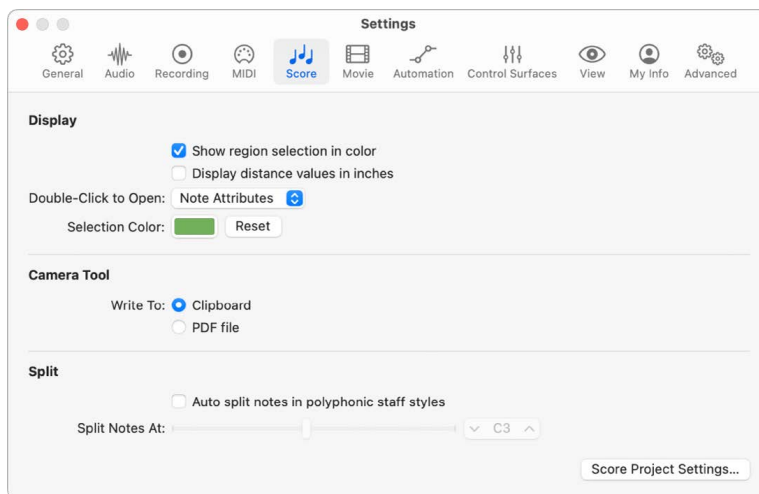 Settings
General Audio Recording MIDI Score Movie Automation Control Surfaces View My Info Advanced
Display
Show region selection in color
Display distance values in inches
Double-Click to Open: Note Attributes
Selection Color: Reset
Camera Tool
Write To: Clipboard
PDF file
Split
Auto split notes in polyphonic staff styles
Split Notes At: C3
Score Project Settings...